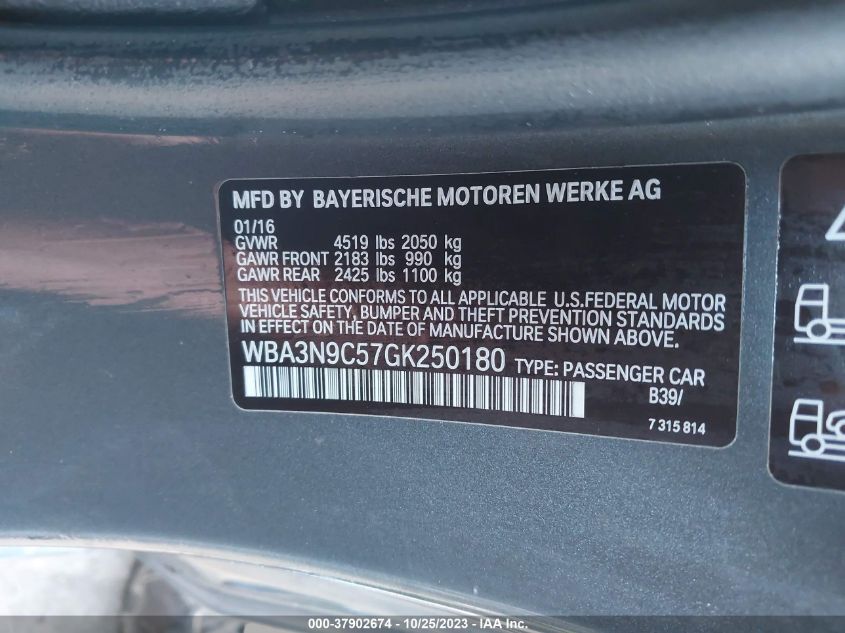 MFD BY BAYERISCHE MOTOREN WERKE AG
01/16
GVWR 4519 lbs 2050 kg
GAWR FRONT 2183 lbs 990 kg
GAWR REAR 2425 lbs 1100 kg
THIS VEHICLE CONFORMS TO ALL APPLICABLE U.S.FEDERAL MOTOR
VEHICLE SAFETY, BUMPER AND THEFT PREVENTION STANDARDS
IN EFFECT ON THE DATE OF MANUFACTURE SHOWN ABOVE.
WBA3N9C57GK250180 TYPE: PASSENGER CAR
B39/
7 315 814
000-37902674 - 10/25/2023 - Copyright © IAA